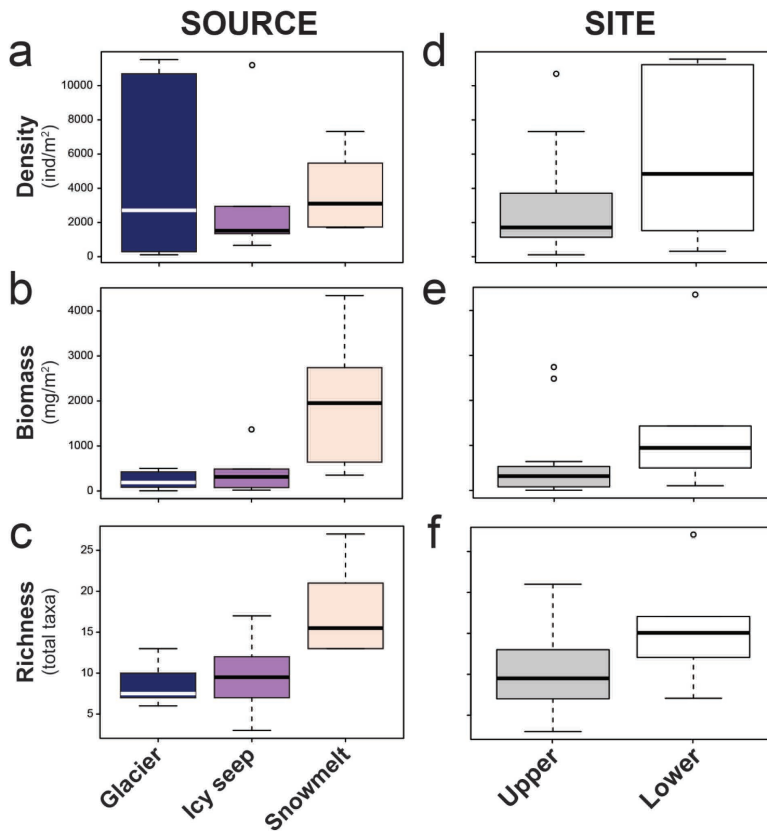 SOURCE
SITE
a
Density
(ind/m²)
10000
8000
6000
4000
2000
0
d
b
Biomass
(mg/m²)
4000
3000
2000
1000
0
e
c
Richness
(total taxa)
25
20
15
10
5
f
Glacier
Icy seep
Snowmelt
Upper
Lower